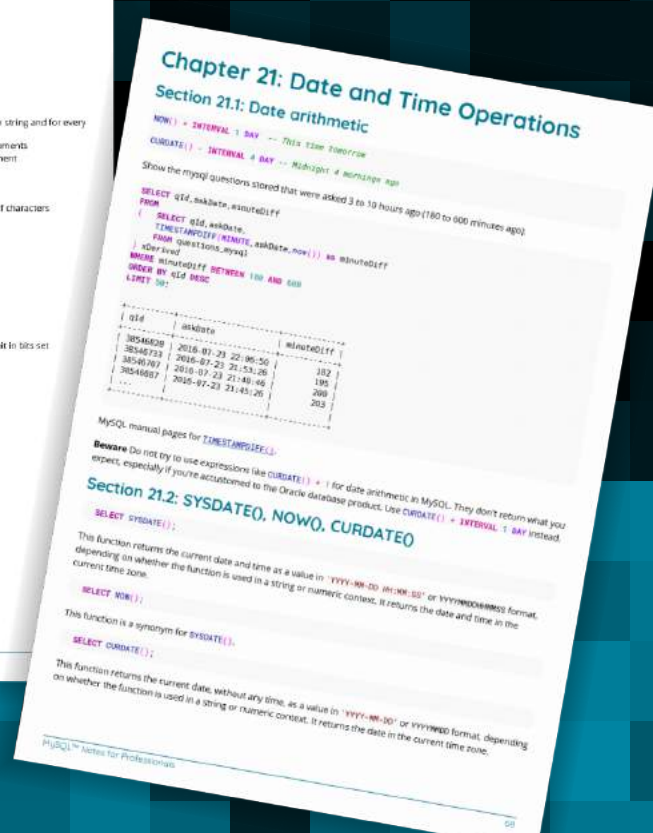 string and for every
ments
ment
f characters
it in bits set
Chapter 21: Date and Time Operations
Section 21.1: Date arithmetic
NOW() + INTERVAL 1 DAY -- This time tomorrow
CURDATE() - INTERVAL 4 DAY -- Midnight 4 mornings ago
Show the mysql questions stored that were asked 3 to 10 hours ago (180 to 600 minutes ago).
SELECT qId,askDate,minuteDiff
FROM
( SELECT qId,askDate,
TIMESTAMPDIFF(MINUTE,askDate,now()) as minuteDiff
FROM questions_mysql
) xDerived
WHERE minuteDiff BETWEEN 180 AND 600
ORDER BY qId DESC
LIMIT 50;
+----------+---------------------+------------+
| qId | askDate | minuteDiff |
+----------+---------------------+------------+
| 38546828 | 2016-07-23 22:06:50 | 182 |
| 38546733 | 2016-07-23 21:53:26 | 195 |
| 38546707 | 2016-07-23 21:48:46 | 200 |
| 38546687 | 2016-07-23 21:45:26 | 203 |
| ... | | |
+----------+---------------------+------------+
MySQL manual pages for TIMESTAMPDIFF().
Beware Do not try to use expressions like CURDATE() + 1 for date arithmetic in MySQL. They don't return what you
expect, especially if you're accustomed to the Oracle database product. Use CURDATE() + INTERVAL 1 DAY instead.
Section 21.2: SYSDATE(), NOW(), CURDATE()
SELECT SYSDATE();
This function returns the current date and time as a value in 'YYYY-MM-DD HH:MM:SS' or YYYYMMDDHHMMSS format,
depending on whether the function is used in a string or numeric context. It returns the date and time in the
current time zone.
SELECT NOW();
This function is a synonym for SYSDATE().
SELECT CURDATE();
This function returns the current date, without any time, as a value in 'YYYY-MM-DD' or YYYYMMDD format, depending
on whether the function is used in a string or numeric context. It returns the date in the current time zone.
MySQL™ Notes for Professionals
68